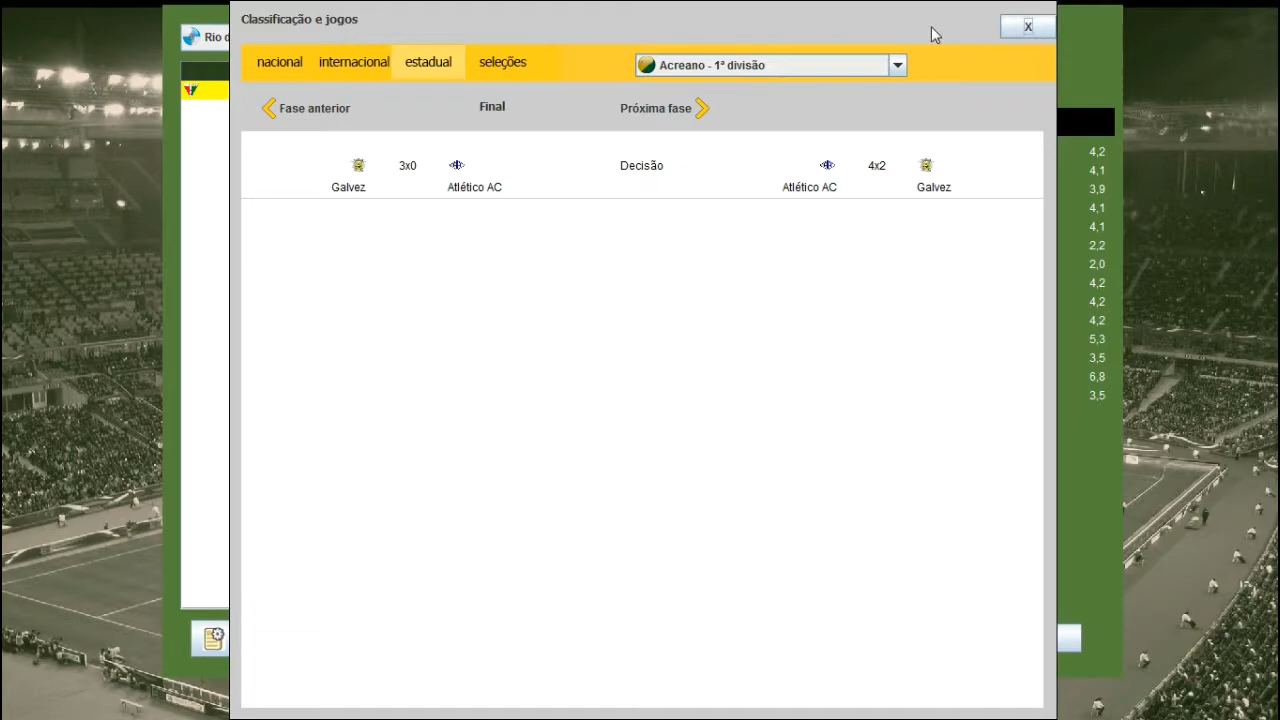 Classificação e jogos
X
Rio d
nacional internacional estadual seleções Acreano - 1ª divisão
Fase anterior Final Próxima fase
3x0 Decisão 4x2
Galvez Atlético AC Atlético AC Galvez
4,2
4,1
3,9
4,1
4,1
2,2
2,0
4,2
4,2
4,2
5,3
3,5
6,8
3,5